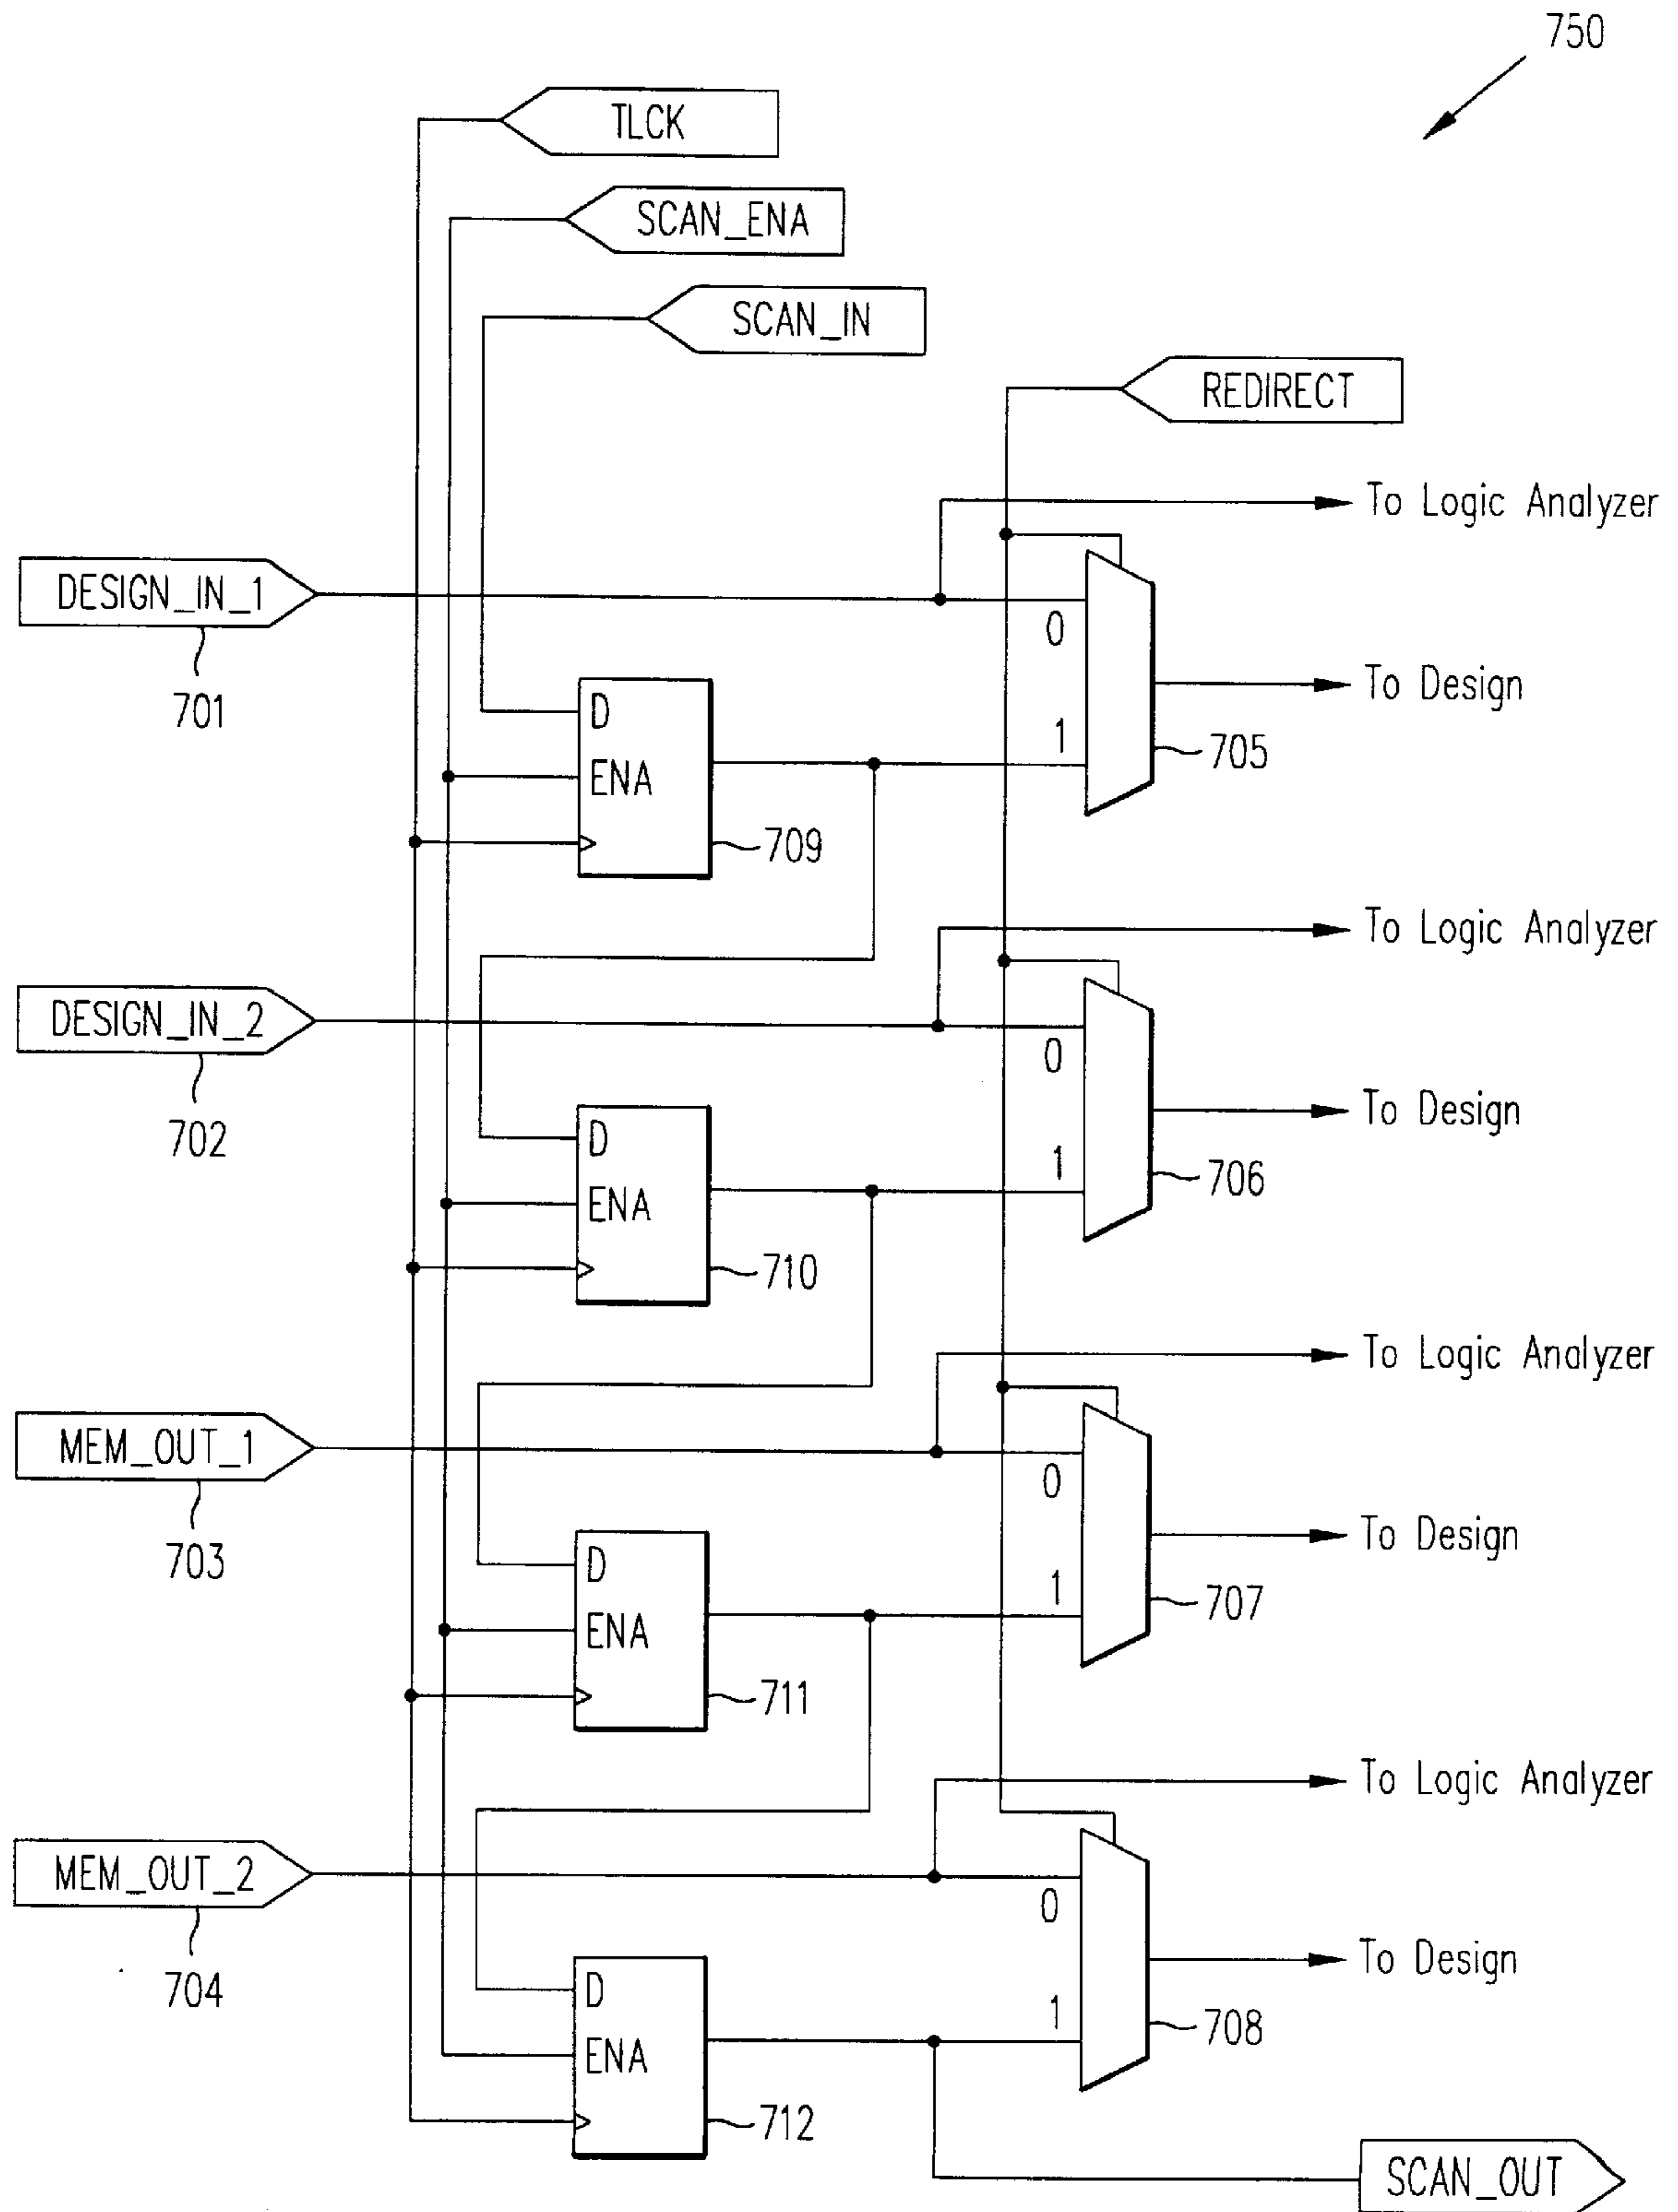 750
TLCK
SCAN_ENA
SCAN_IN
REDIRECT
To Logic Analyzer
DESIGN_IN_1
0
701
To Design
D
1
705
ENA
709
To Logic Analyzer
DESIGN_IN_2
0
702
To Design
D
1
706
ENA
710
To Logic Analyzer
MEM_OUT_1
0
703
To Design
D
1
707
ENA
711
To Logic Analyzer
MEM_OUT_2
0
704
To Design
D
1
708
ENA
712
SCAN_OUT